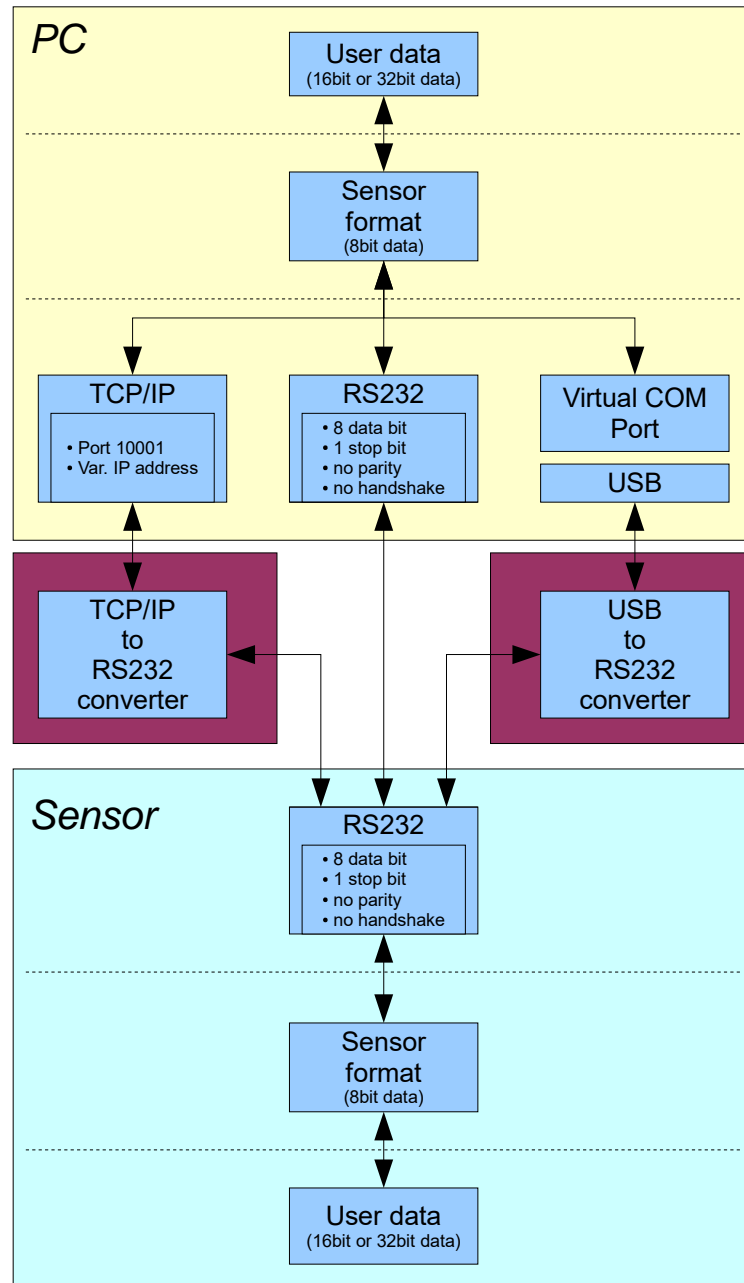 PC
User data
(16bit or 32bit data)
Sensor
format
(8bit data)
TCP/IP
• Port 10001
• Var. IP address
RS232
• 8 data bit
• 1 stop bit
• no parity
• no handshake
Virtual COM
Port
USB
TCP/IP
to
RS232
converter
USB
to
RS232
converter
Sensor
RS232
• 8 data bit
• 1 stop bit
• no parity
• no handshake
Sensor
format
(8bit data)
User data
(16bit or 32bit data)